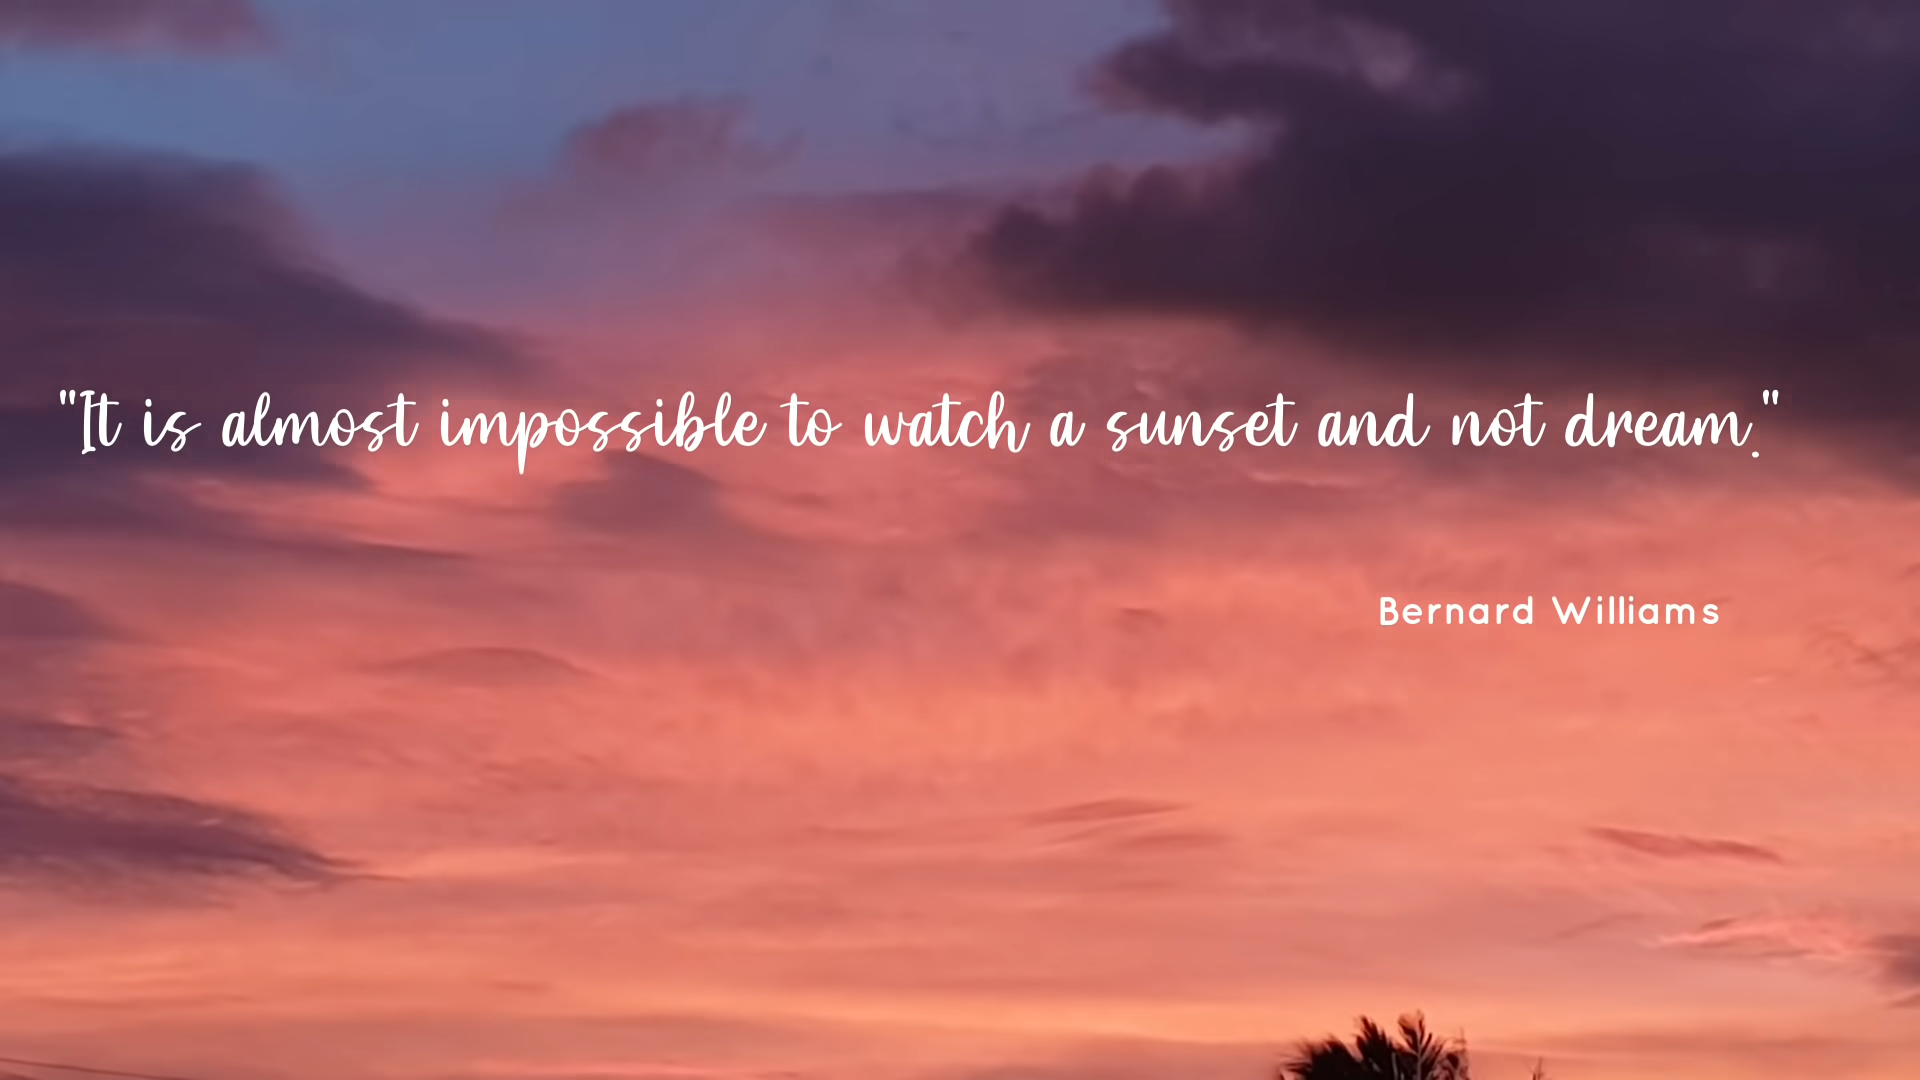 "It is almost impossible to watch a sunset and not dream."
Bernard Williams